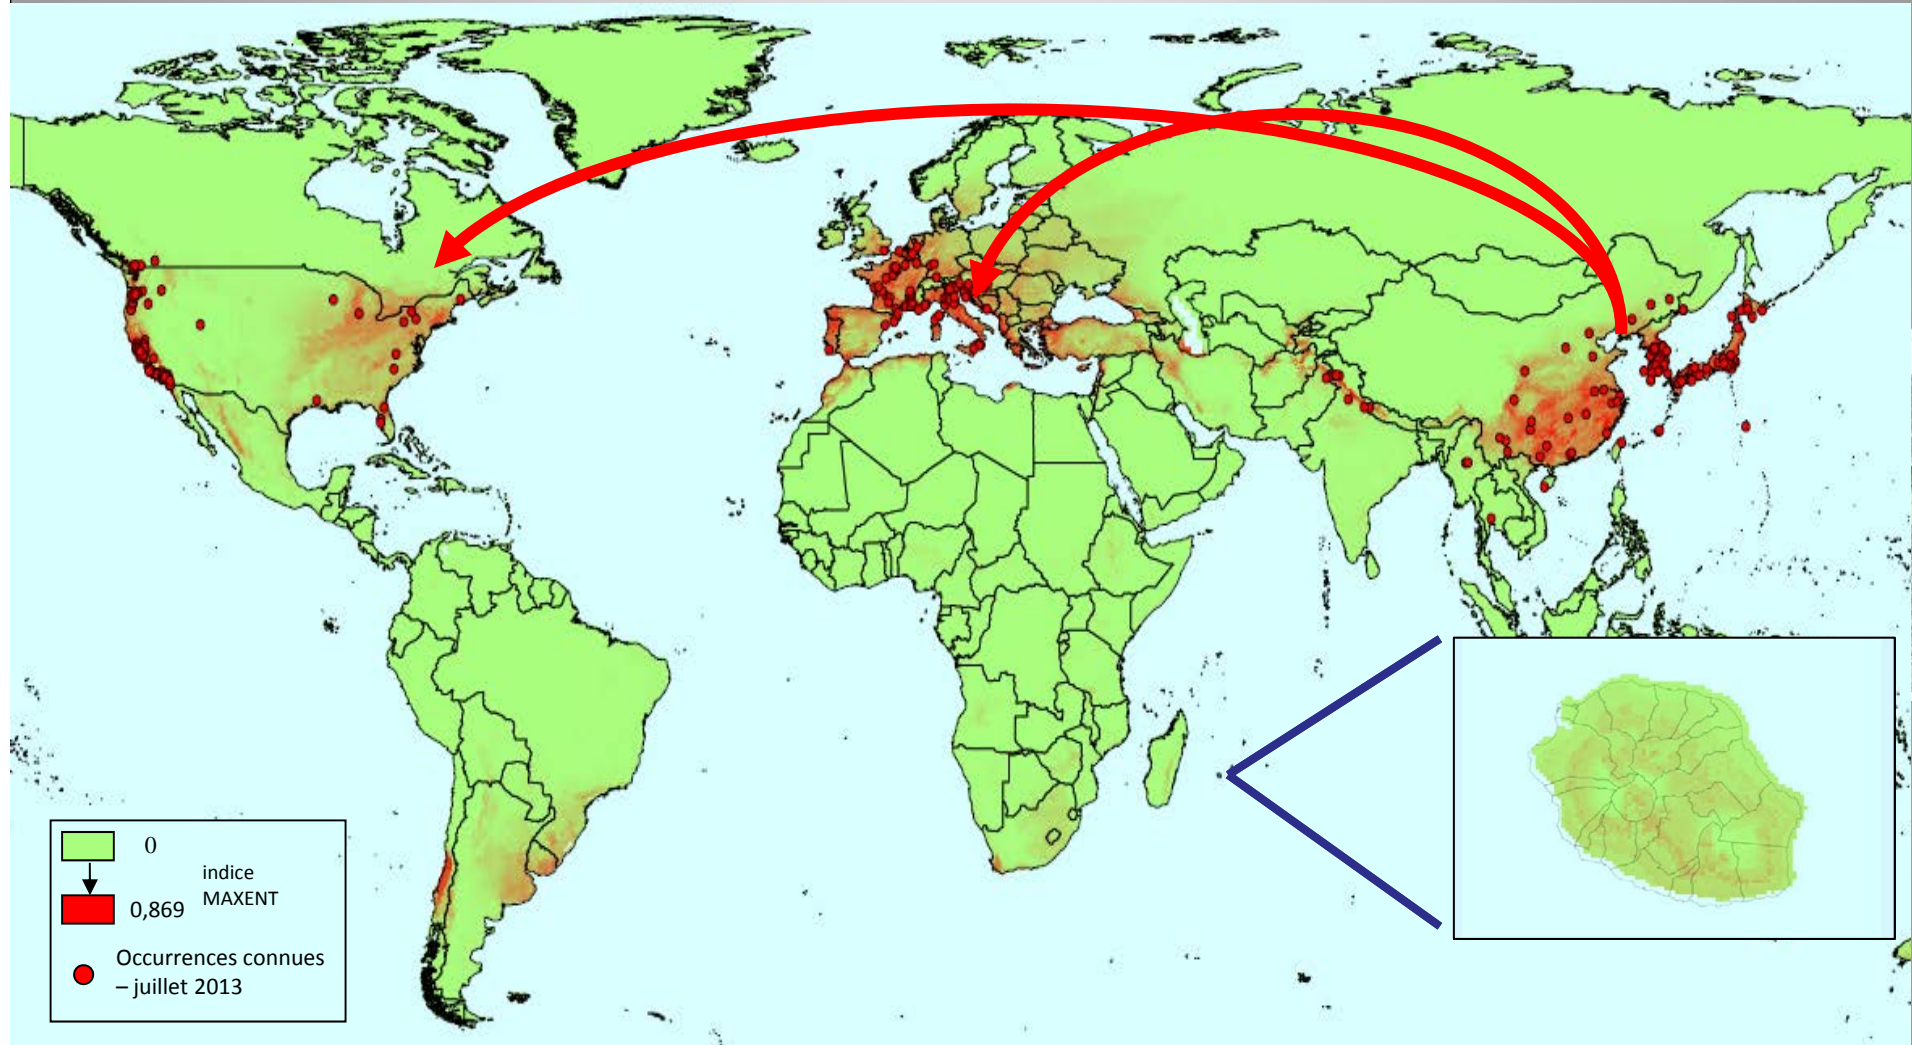 0
indice
MAXENT
0,869
Occurrences connues
– juillet 2013